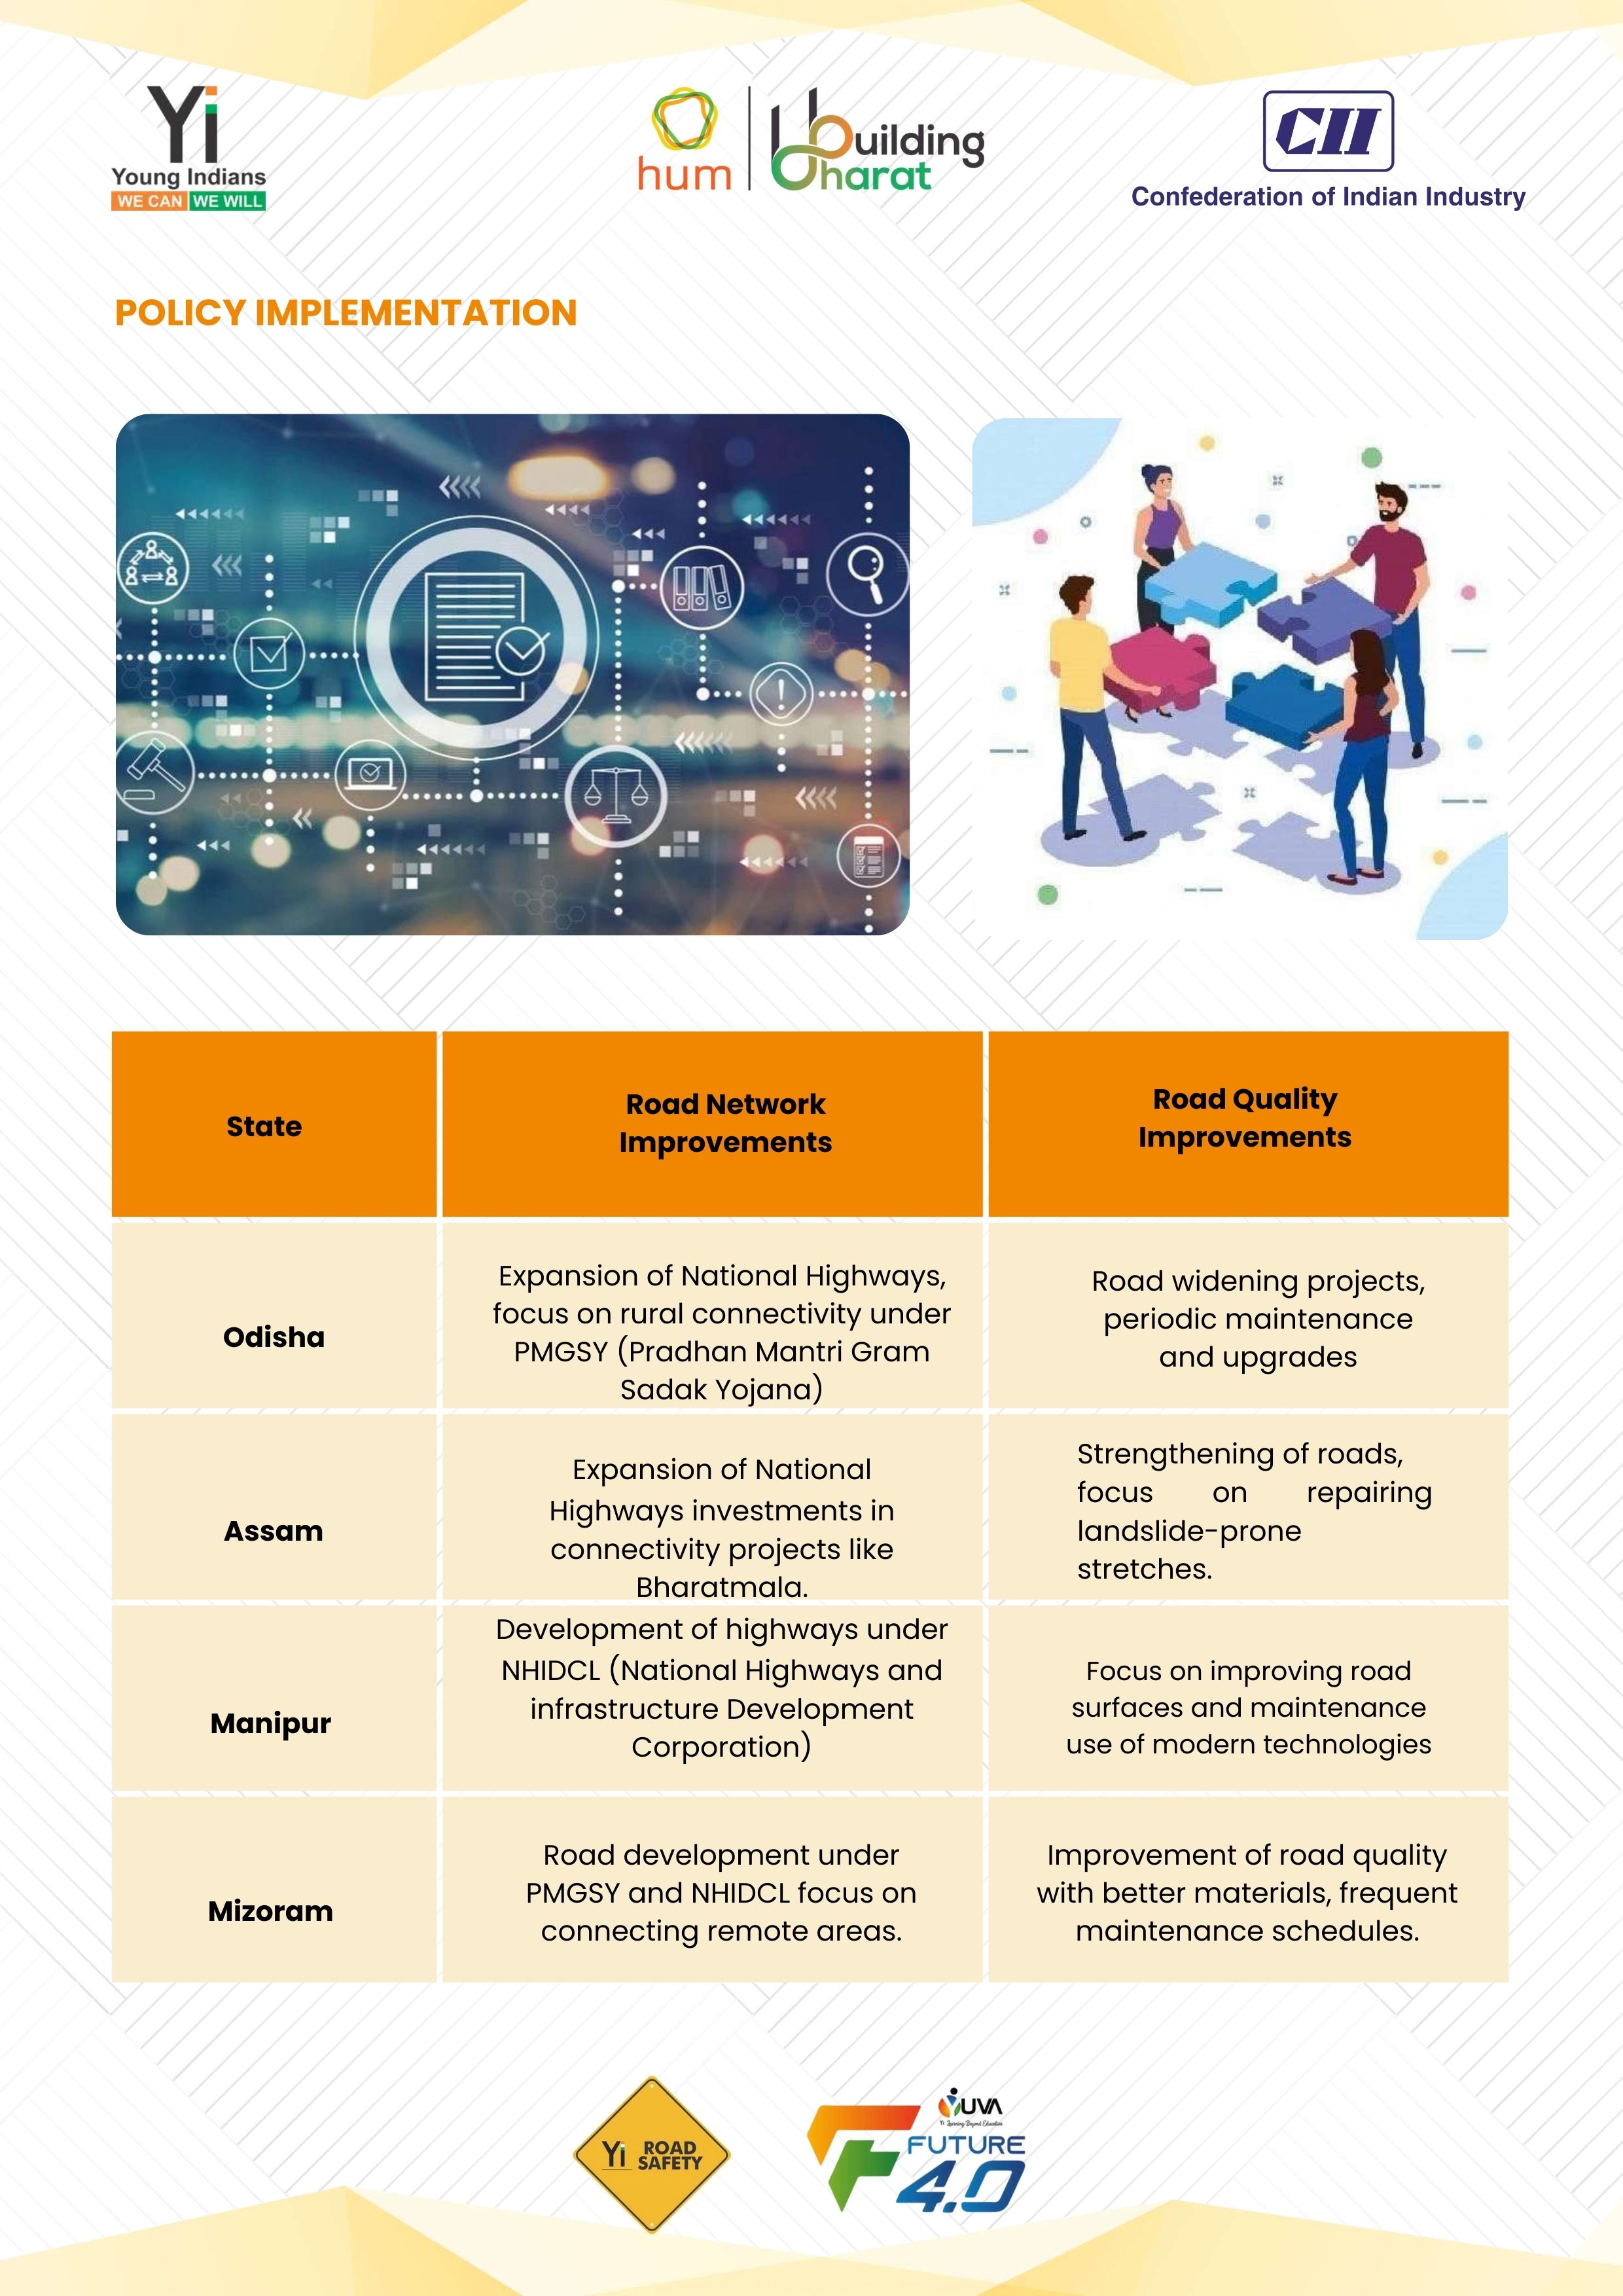 Yi
Young Indians
WE CAN WE WILL
hum
Building
Bharat
CII
Confederation of Indian Industry
POLICY IMPLEMENTATION
State
Road Network
Improvements
Road Quality
Improvements
Odisha
Expansion of National Highways,
focus on rural connectivity under
PMGSY (Pradhan Mantri Gram
Sadak Yojana)
Road widening projects,
periodic maintenance
and upgrades
Assam
Expansion of National
Highways investments in
connectivity projects like
Bharatmala.
Strengthening of roads,
focus on repairing
landslide-prone
stretches.
Manipur
Development of highways under
NHIDCL (National Highways and
infrastructure Development
Corporation)
Focus on improving road
surfaces and maintenance
use of modern technologies
Mizoram
Road development under
PMGSY and NHIDCL focus on
connecting remote areas.
Improvement of road quality
with better materials, frequent
maintenance schedules.
Yi ROAD
SAFETY
YUVA
Yi Learning Beyond Education
FUTURE
4.0